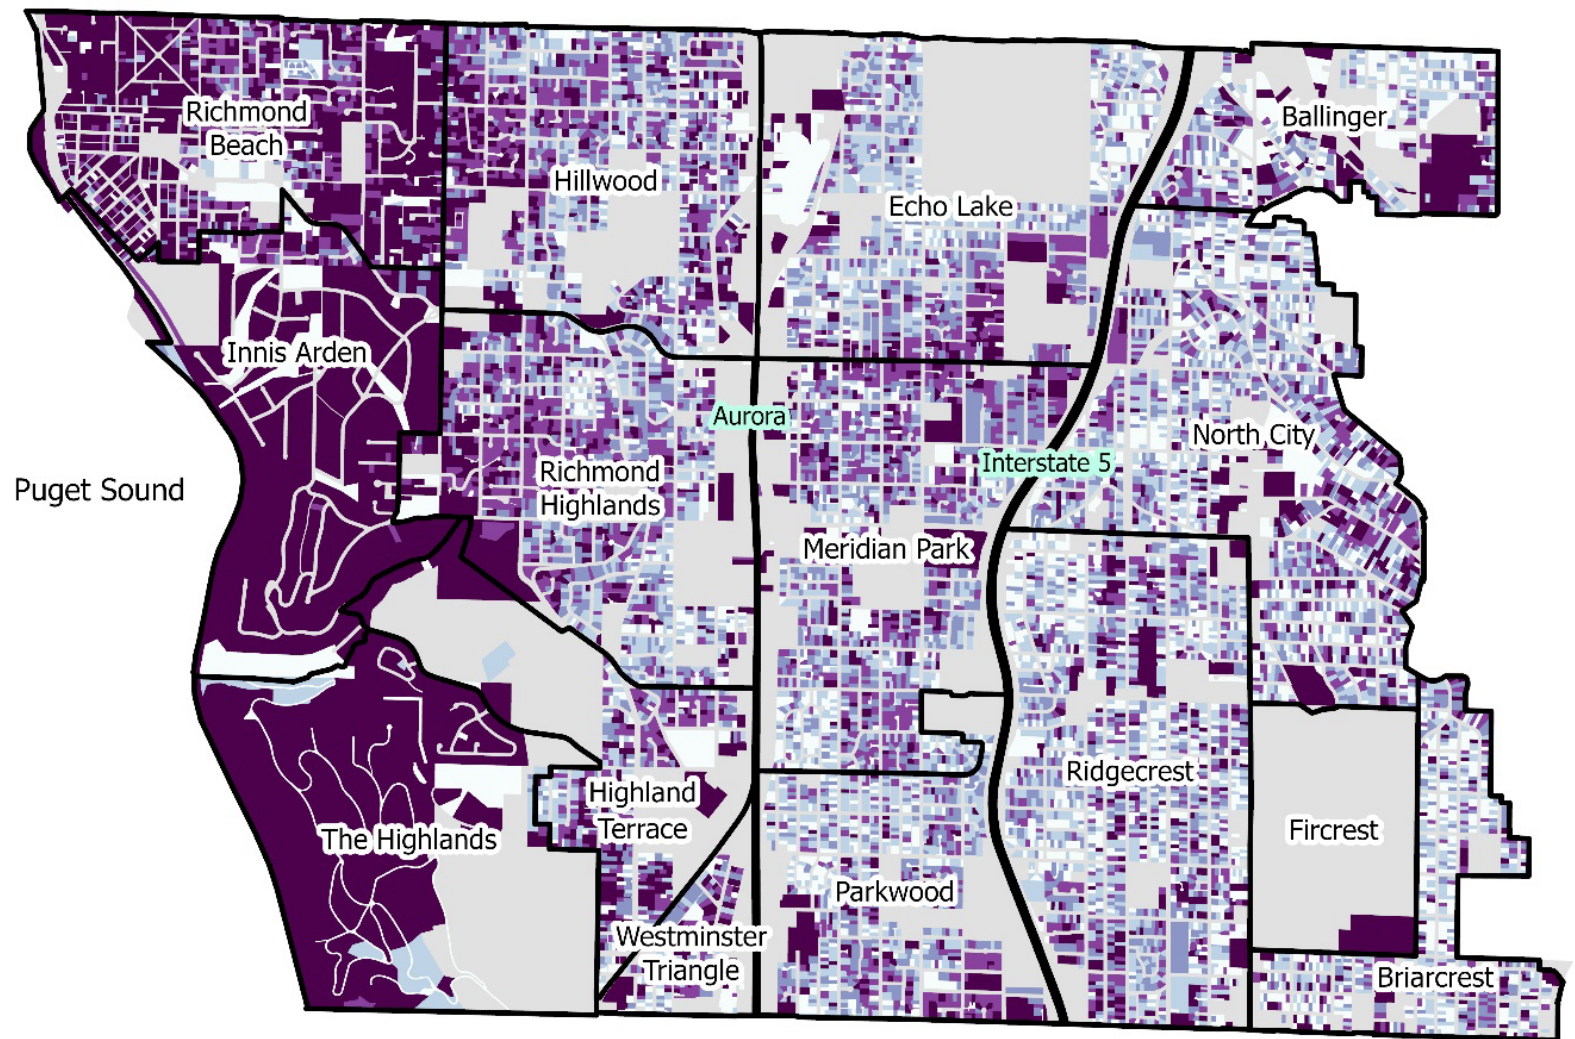 Richmond
Beach
Ballinger
Hillwood
Echo Lake
Innis Arden
Aurora
North City
Interstate 5
Richmond
Highlands
Puget Sound
Meridian Park
Ridgecrest
Highland
Terrace
The Highlands
Fircrest
Parkwood
Westminster
Triangle
Briarcrest